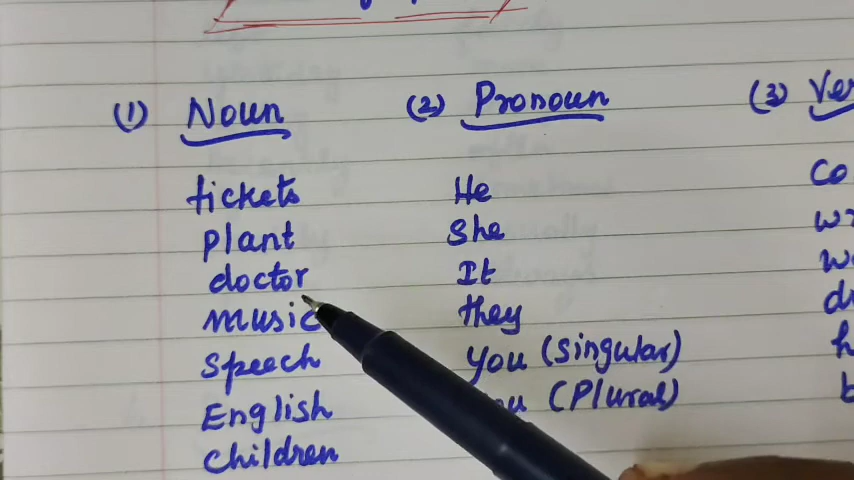 (1) Noun (2) Pronoun (3)
tickets He
plant She
doctor It
music they
Speech you (Singular)
English (Plural)
children